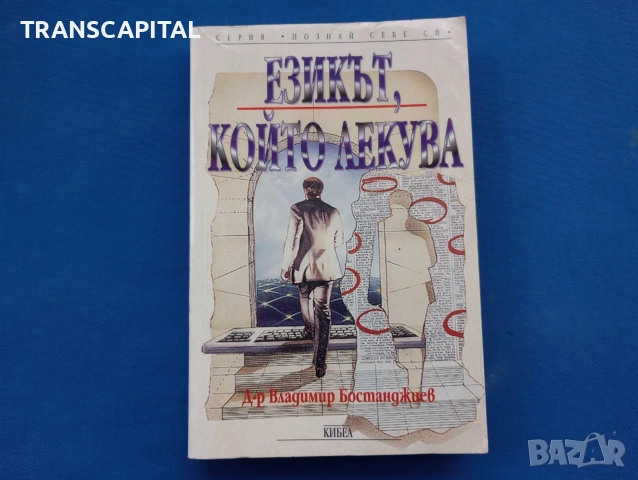 TRANSCAPITAL
СЕРИЯ • ПОЗНАЙ СЕБЕ СИ •
ЕЗИКЪТ,
КОЙТО ЛЕКУВА
Д-р Владимир Бостанджиев
КИБЕА
BAZAR